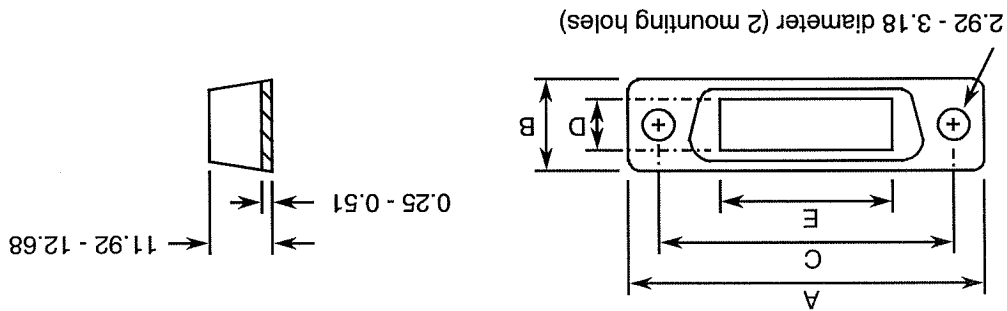 A
C
11.92 - 12.68
E
0.25 - 0.51
D
B
2.92 - 3.18 diameter (2 mounting holes)